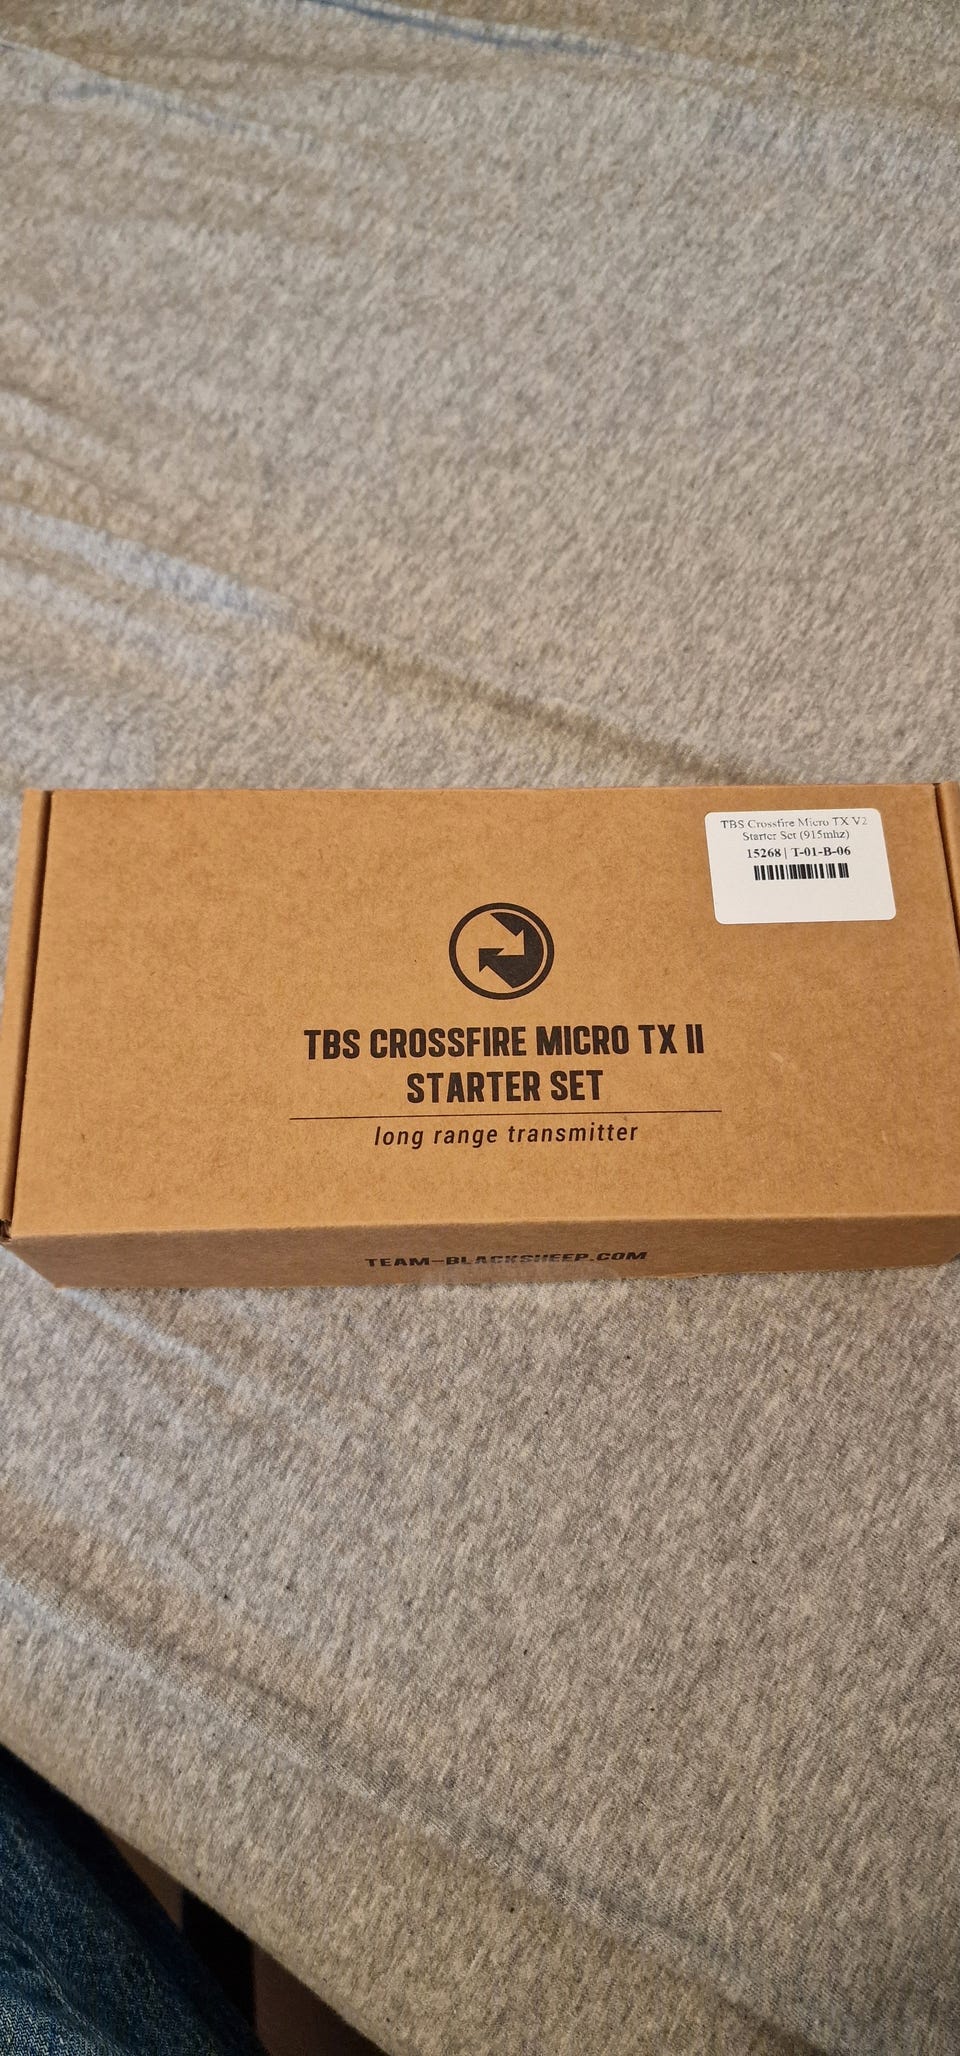 TBS Crossfire Micro TX V2
Starter Set (915mhz)
15268 | T-01-B-06
TBS CROSSFIRE MICRO TX II
STARTER SET
long range transmitter
TEAM-BLACKSHEEP.COM